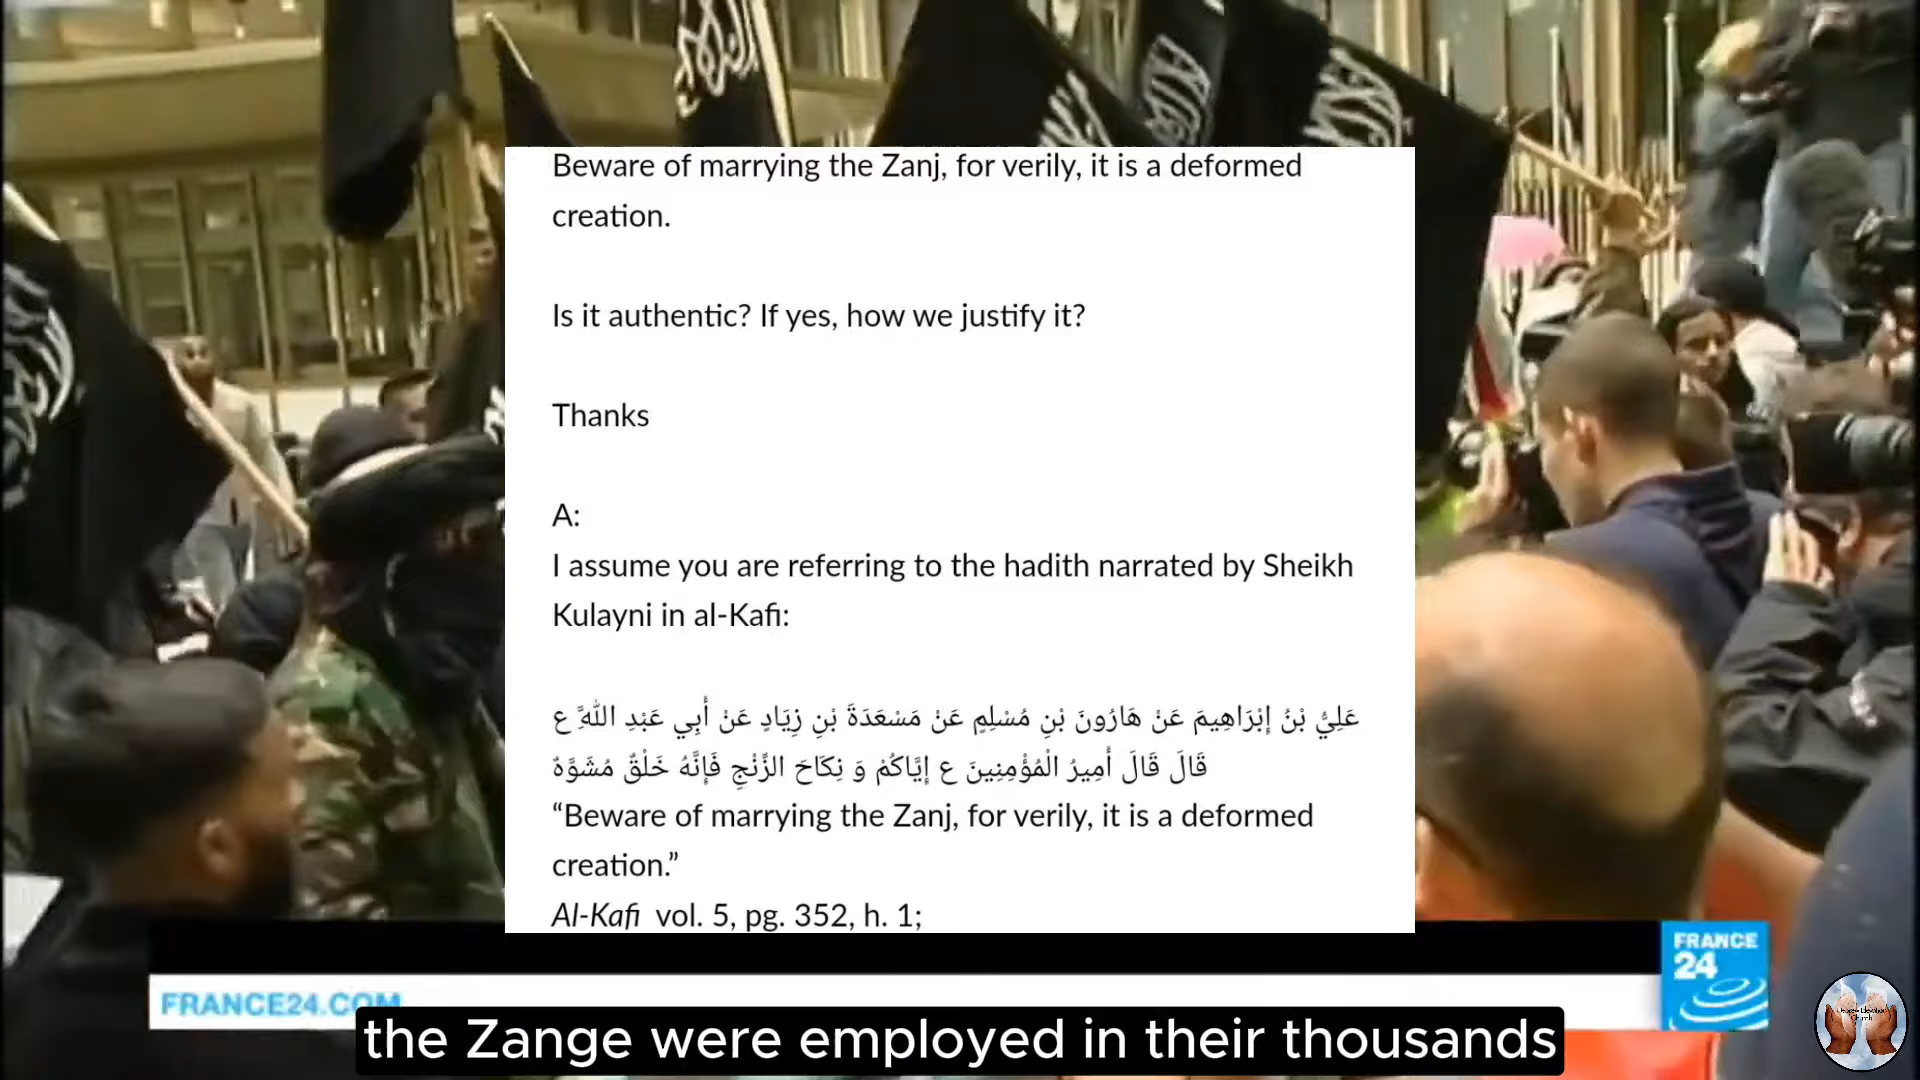 Beware of marrying the Zanj, for verily, it is a deformed
creation.
Is it authentic? If yes, how we justify it?
Thanks
A:
I assume you are referring to the hadith narrated by Sheikh
Kulayni in al-Kafi:
عَلِيُّ بْنُ إِبْرَاهِيمَ عَنْ هَارُونَ بْنِ مُسْلِمٍ عَنْ مَسْعَدَةَ بْنِ زِيَادٍ عَنْ أَبِي عَبْدِ اللَّهِ ع
قَالَ قَالَ أَمِيرُ الْمُؤْمِنِينَ ع إِيَّاكُمْ وَ نِكَاحَ الزِّنْجِ فَإِنَّهُ خَلْقٌ مُشَوَّهٌ
“Beware of marrying the Zanj, for verily, it is a deformed
creation.”
Al-Kafi vol. 5, pg. 352, h. 1;
FRANCE
24
FRANCE24.COM
the Zange were employed in their thousands